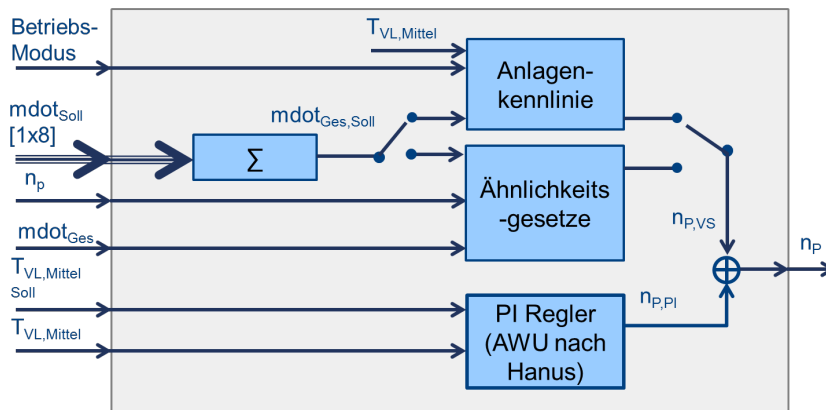 Betriebs-
Modus
T_VL,Mittel
Anlagen-
kennlinie
mdot_Soll
[1x8]
mdot_Ges,Soll
Σ
n_p
Ähnlichkeits
-gesetze
mdot_Ges
n_P,VS
n_P
T_VL,Mittel
Soll
T_VL,Mittel
n_P,PI
PI Regler
(AWU nach
Hanus)